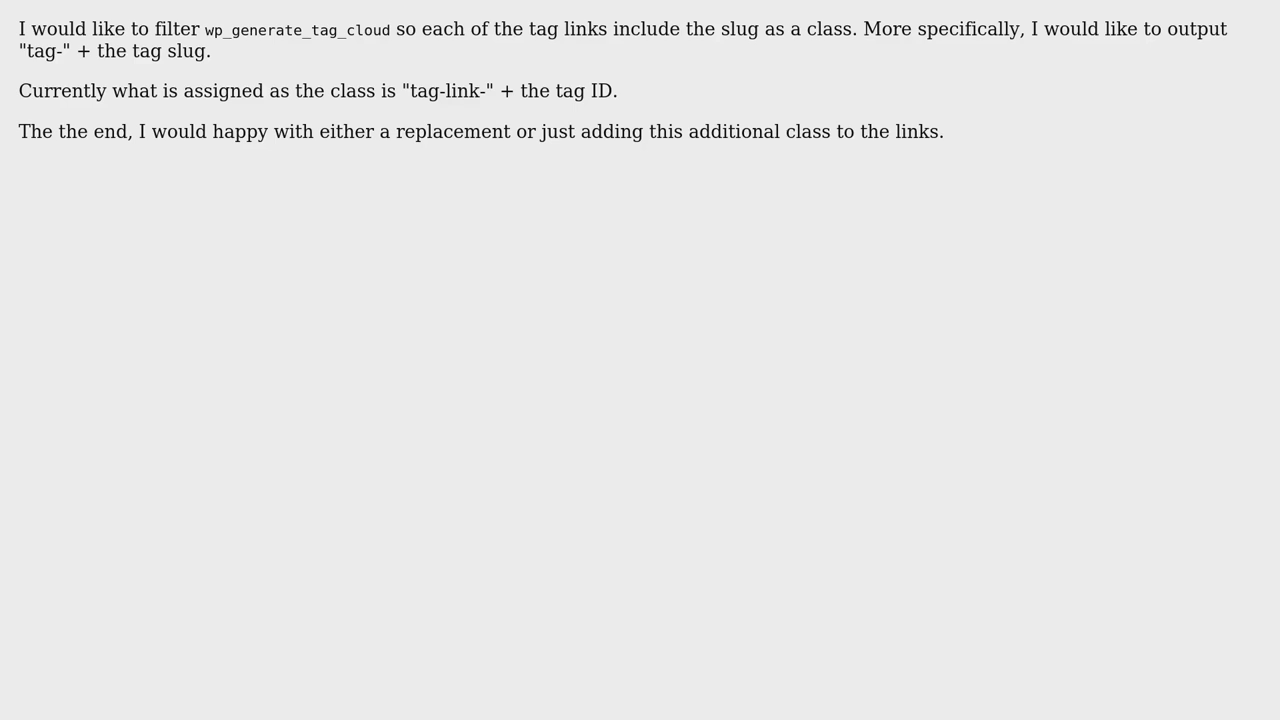 I would like to filter wp_generate_tag_cloud so each of the tag links include the slug as a class. More specifically, I would like to output
"tag-" + the tag slug.
Currently what is assigned as the class is "tag-link-" + the tag ID.
The the end, I would happy with either a replacement or just adding this additional class to the links.